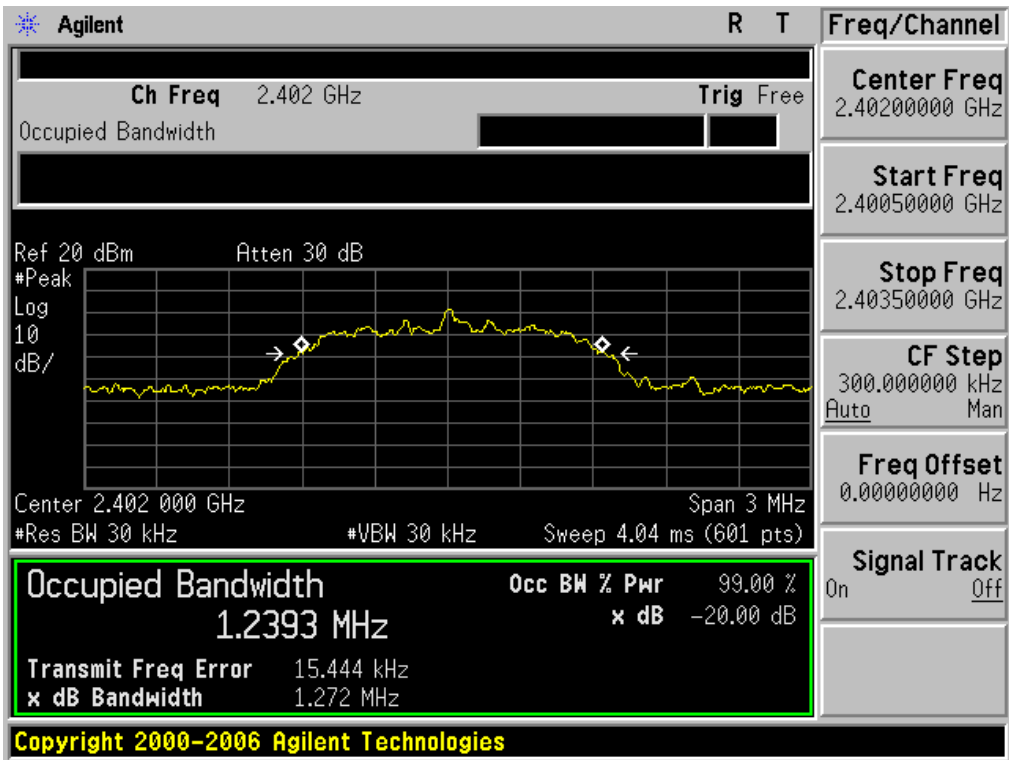 Agilent R T
Ch Freq 2.402 GHz Trig Free
Occupied Bandwidth
Ref 20 dBm Atten 30 dB
#Peak
Log
10
dB/
Center 2.402 000 GHz Span 3 MHz
#Res BW 30 kHz #VBW 30 kHz Sweep 4.04 ms (601 pts)
Occupied Bandwidth Occ BW % Pwr 99.00 %
1.2393 MHz x dB -20.00 dB
Transmit Freq Error 15.444 kHz
x dB Bandwidth 1.272 MHz
Copyright 2000-2006 Agilent Technologies
Freq/Channel
Center Freq
2.40200000 GHz
Start Freq
2.40050000 GHz
Stop Freq
2.40350000 GHz
CF Step
300.000000 kHz
Auto Man
Freq Offset
0.00000000 Hz
Signal Track
On Off